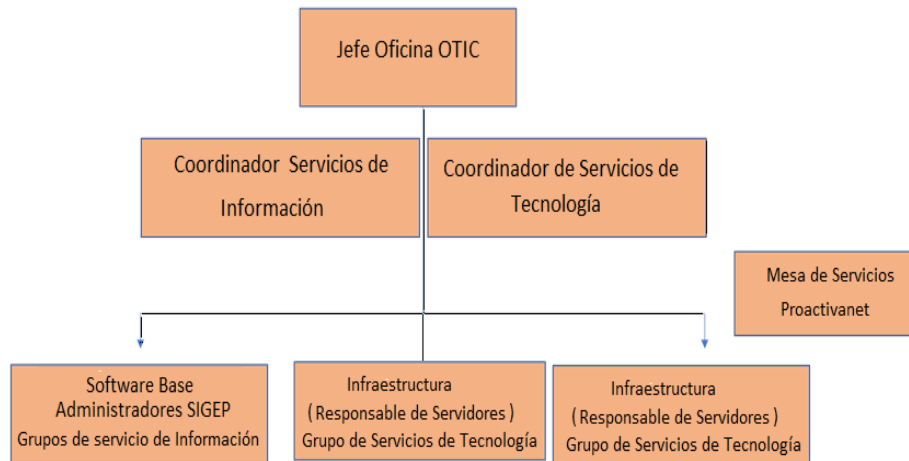 Jefe Oficina OTIC
Coordinador Servicios de
Información
Coordinador de Servicios de
Tecnología
Mesa de Servicios
Proactivanet
Software Base
Administradores SIGEP
Grupos de servicio de Información
Infraestructura
( Responsable de Servidores )
Grupo de Servicios de Tecnología
Infraestructura
( Responsable de Servidores )
Grupo de Servicios de Tecnología